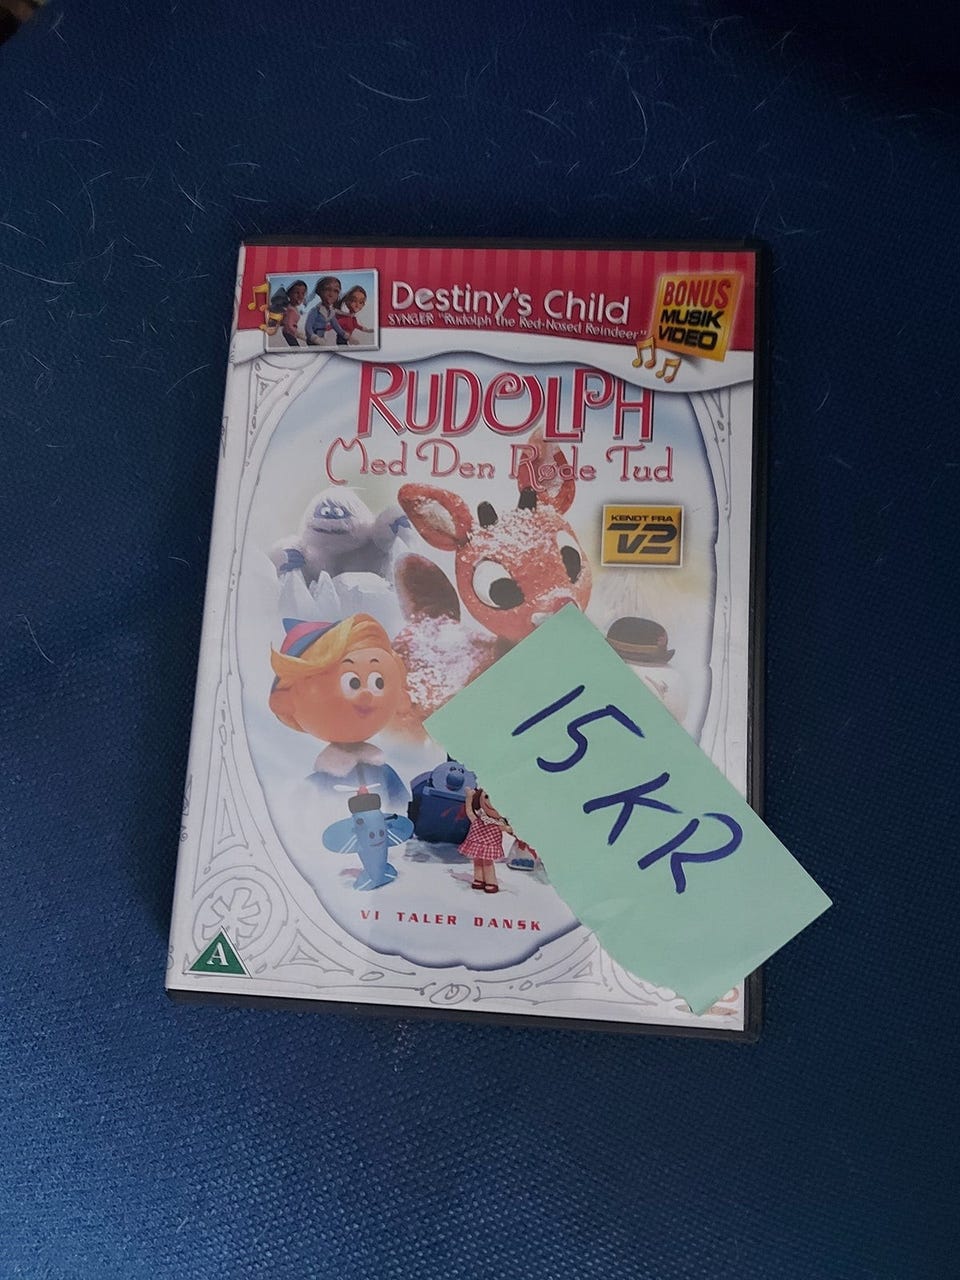 Destiny's Child
SYNGER "Rudolph the Red-Nosed Reindeer"
BONUS
MUSIK
VIDEO
RUDOLPH
Med Den Røde Tud
KENDT FRA
TV2
15 KR
VI TALER DANSK
A